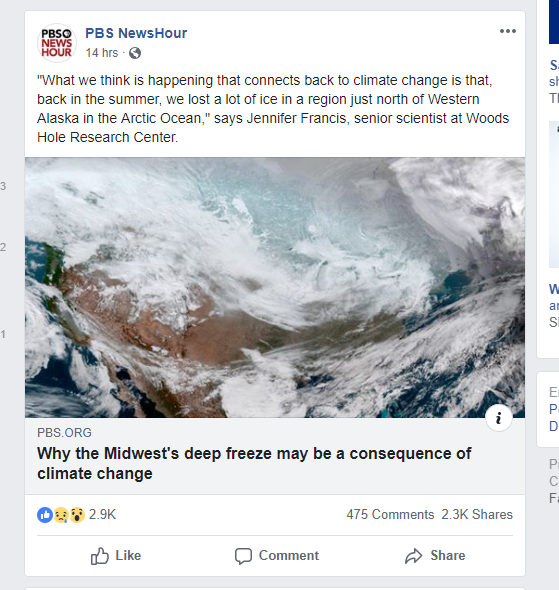 PBS NEWS HOUR
PBS NewsHour
14 hrs ·
"What we think is happening that connects back to climate change is that,
back in the summer, we lost a lot of ice in a region just north of Western
Alaska in the Arctic Ocean," says Jennifer Francis, senior scientist at Woods
Hole Research Center.
i
PBS.ORG
Why the Midwest's deep freeze may be a consequence of
climate change
2.9K
475 Comments 2.3K Shares
Like Comment Share
3
2
1